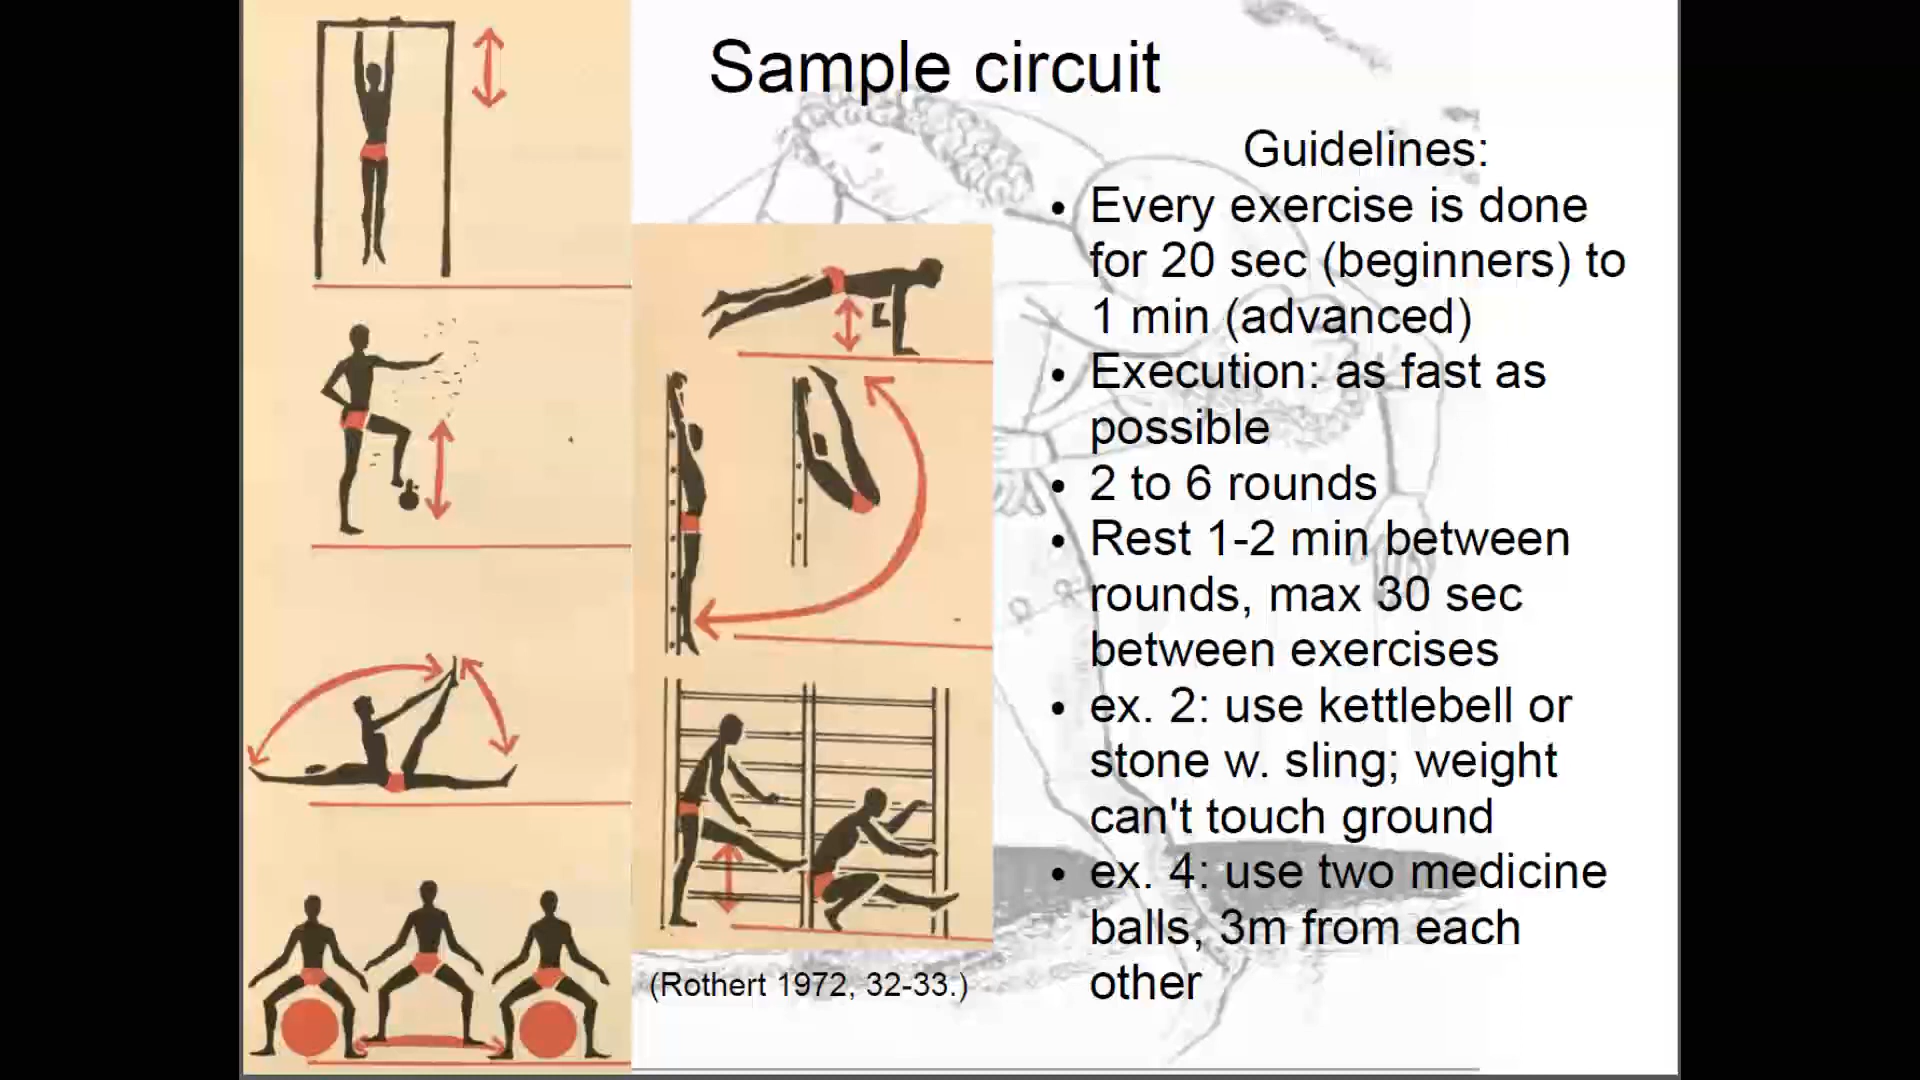 Sample circuit
Guidelines:
• Every exercise is done
for 20 sec (beginners) to
1 min (advanced)
• Execution: as fast as
possible
• 2 to 6 rounds
• Rest 1-2 min between
rounds, max 30 sec
between exercises
• ex. 2: use kettlebell or
stone w. sling; weight
can't touch ground
• ex. 4: use two medicine
balls, 3m from each
other
(Rothert 1972, 32-33.)